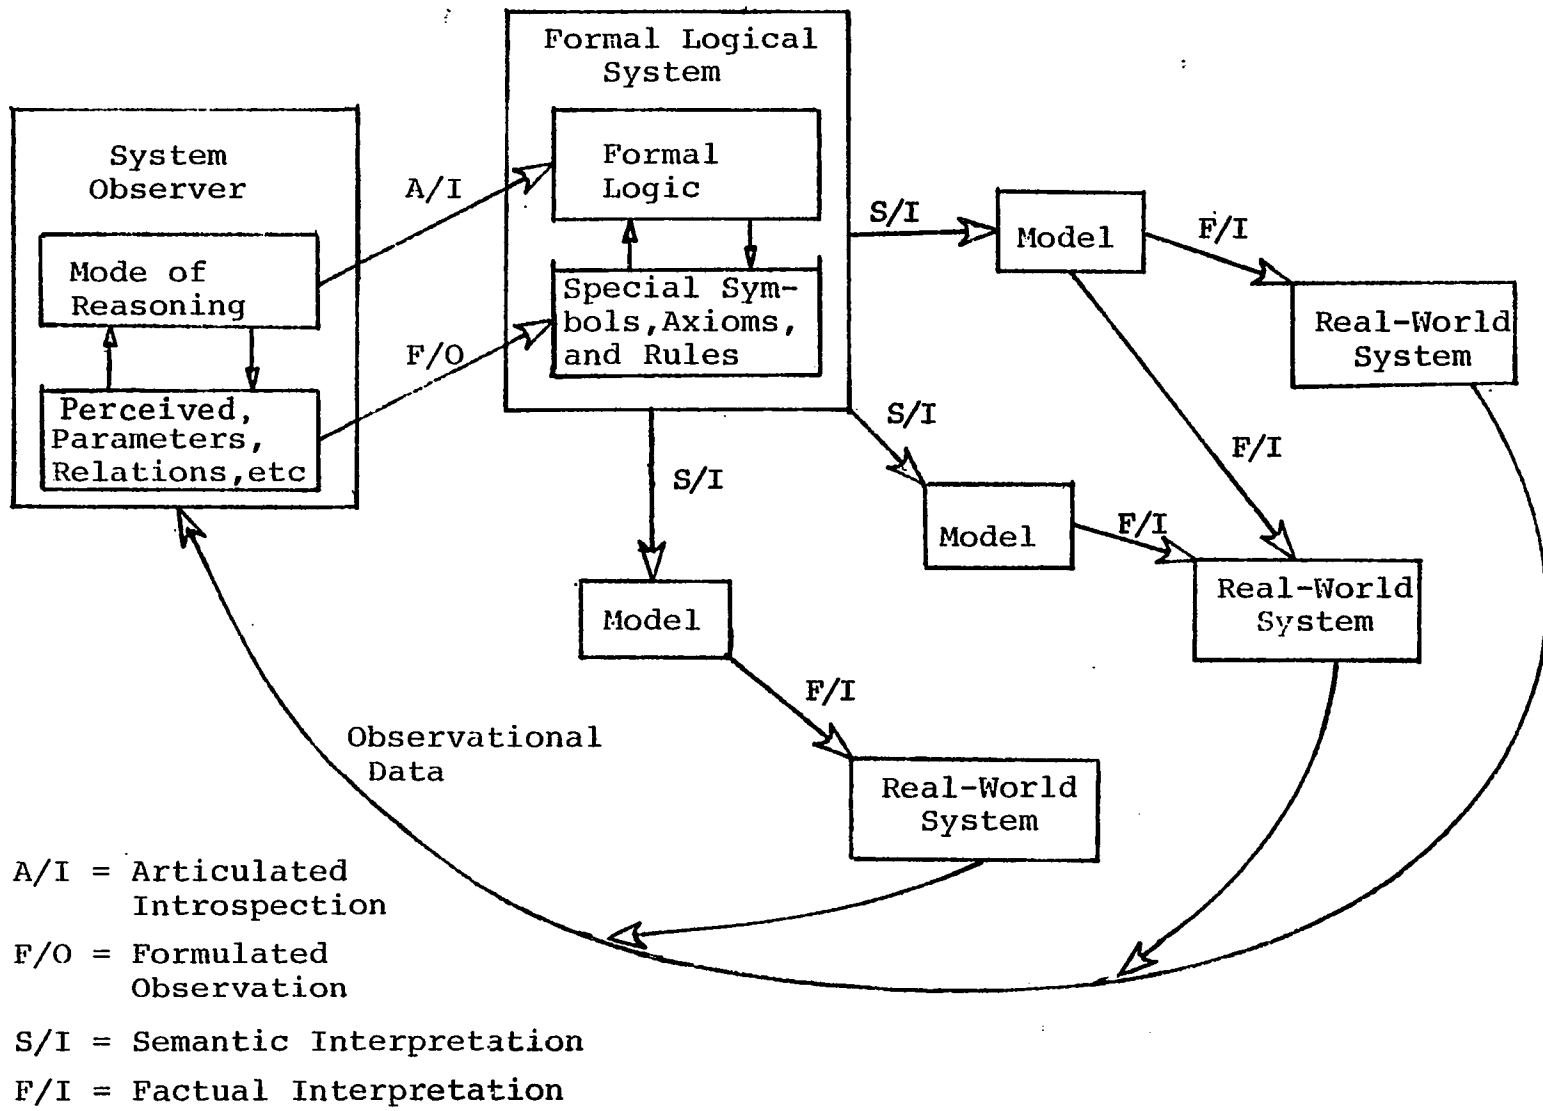 Formal Logical
System
System
Observer
Formal
Logic
A/I
Mode of
Reasoning
Special Sym-
bols,Axioms,
and Rules
F/O
Perceived,
Parameters,
Relations,etc
S/I
Model
F/I
Real-World
System
S/I
F/I
S/I
Model
F/I
Real-World
System
Model
F/I
Real-World
System
Observational
Data
A/I = Articulated
Introspection
F/O = Formulated
Observation
S/I = Semantic Interpretation
F/I = Factual Interpretation